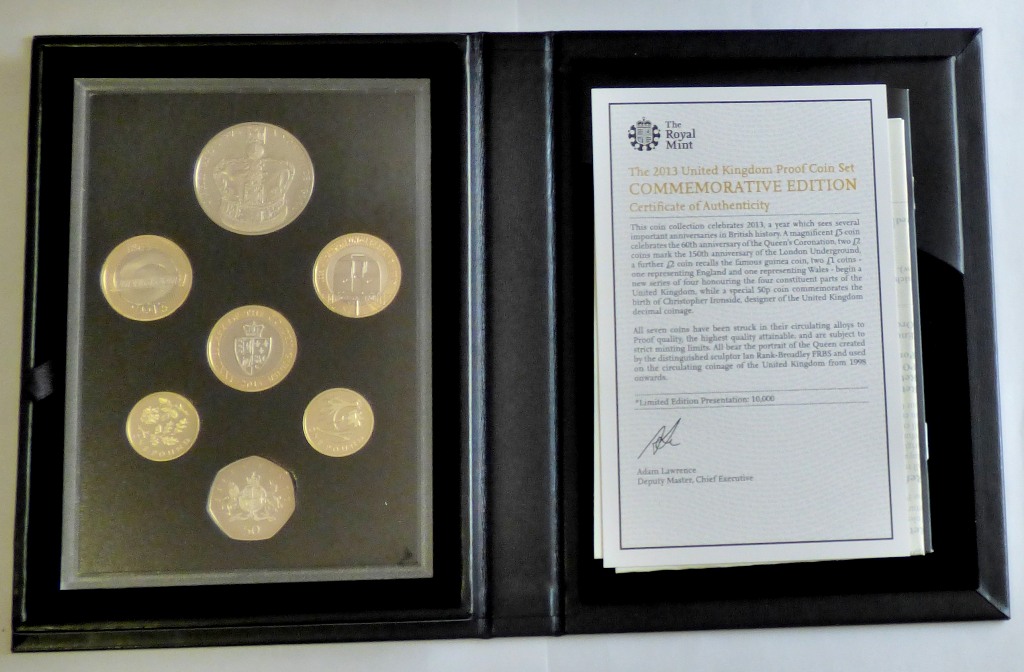 The
Royal
Mint
The 2013 United Kingdom Proof Coin Set
COMMEMORATIVE EDITION
Certificate of Authenticity
This coin collection celebrates 2013, a year which sees several
important anniversaries in British history. A magnificent £5 coin
celebrates the 60th anniversary of the Queen's Coronation, two £2
coins mark the 150th anniversary of the London Underground,
a further £2 coin recalls the famous guinea coin, two £1 coins -
one representing England and one representing Wales - begin a
new series of four honouring the four constituent parts of the
United Kingdom, while a special 50p coin commemorates the
birth of Christopher Ironside, designer of the United Kingdom
decimal coinage.
All seven coins have been struck in their circulating alloys to
Proof quality, the highest quality attainable, and are subject to
strict minting limits. All bear the portrait of the Queen created
by the distinguished sculptor Ian Rank-Broadley FRBS and used
on the circulating coinage of the United Kingdom from 1998
onwards.
*Limited Edition Presentation: 10,000
Adam Lawrence
Deputy Master, Chief Executive